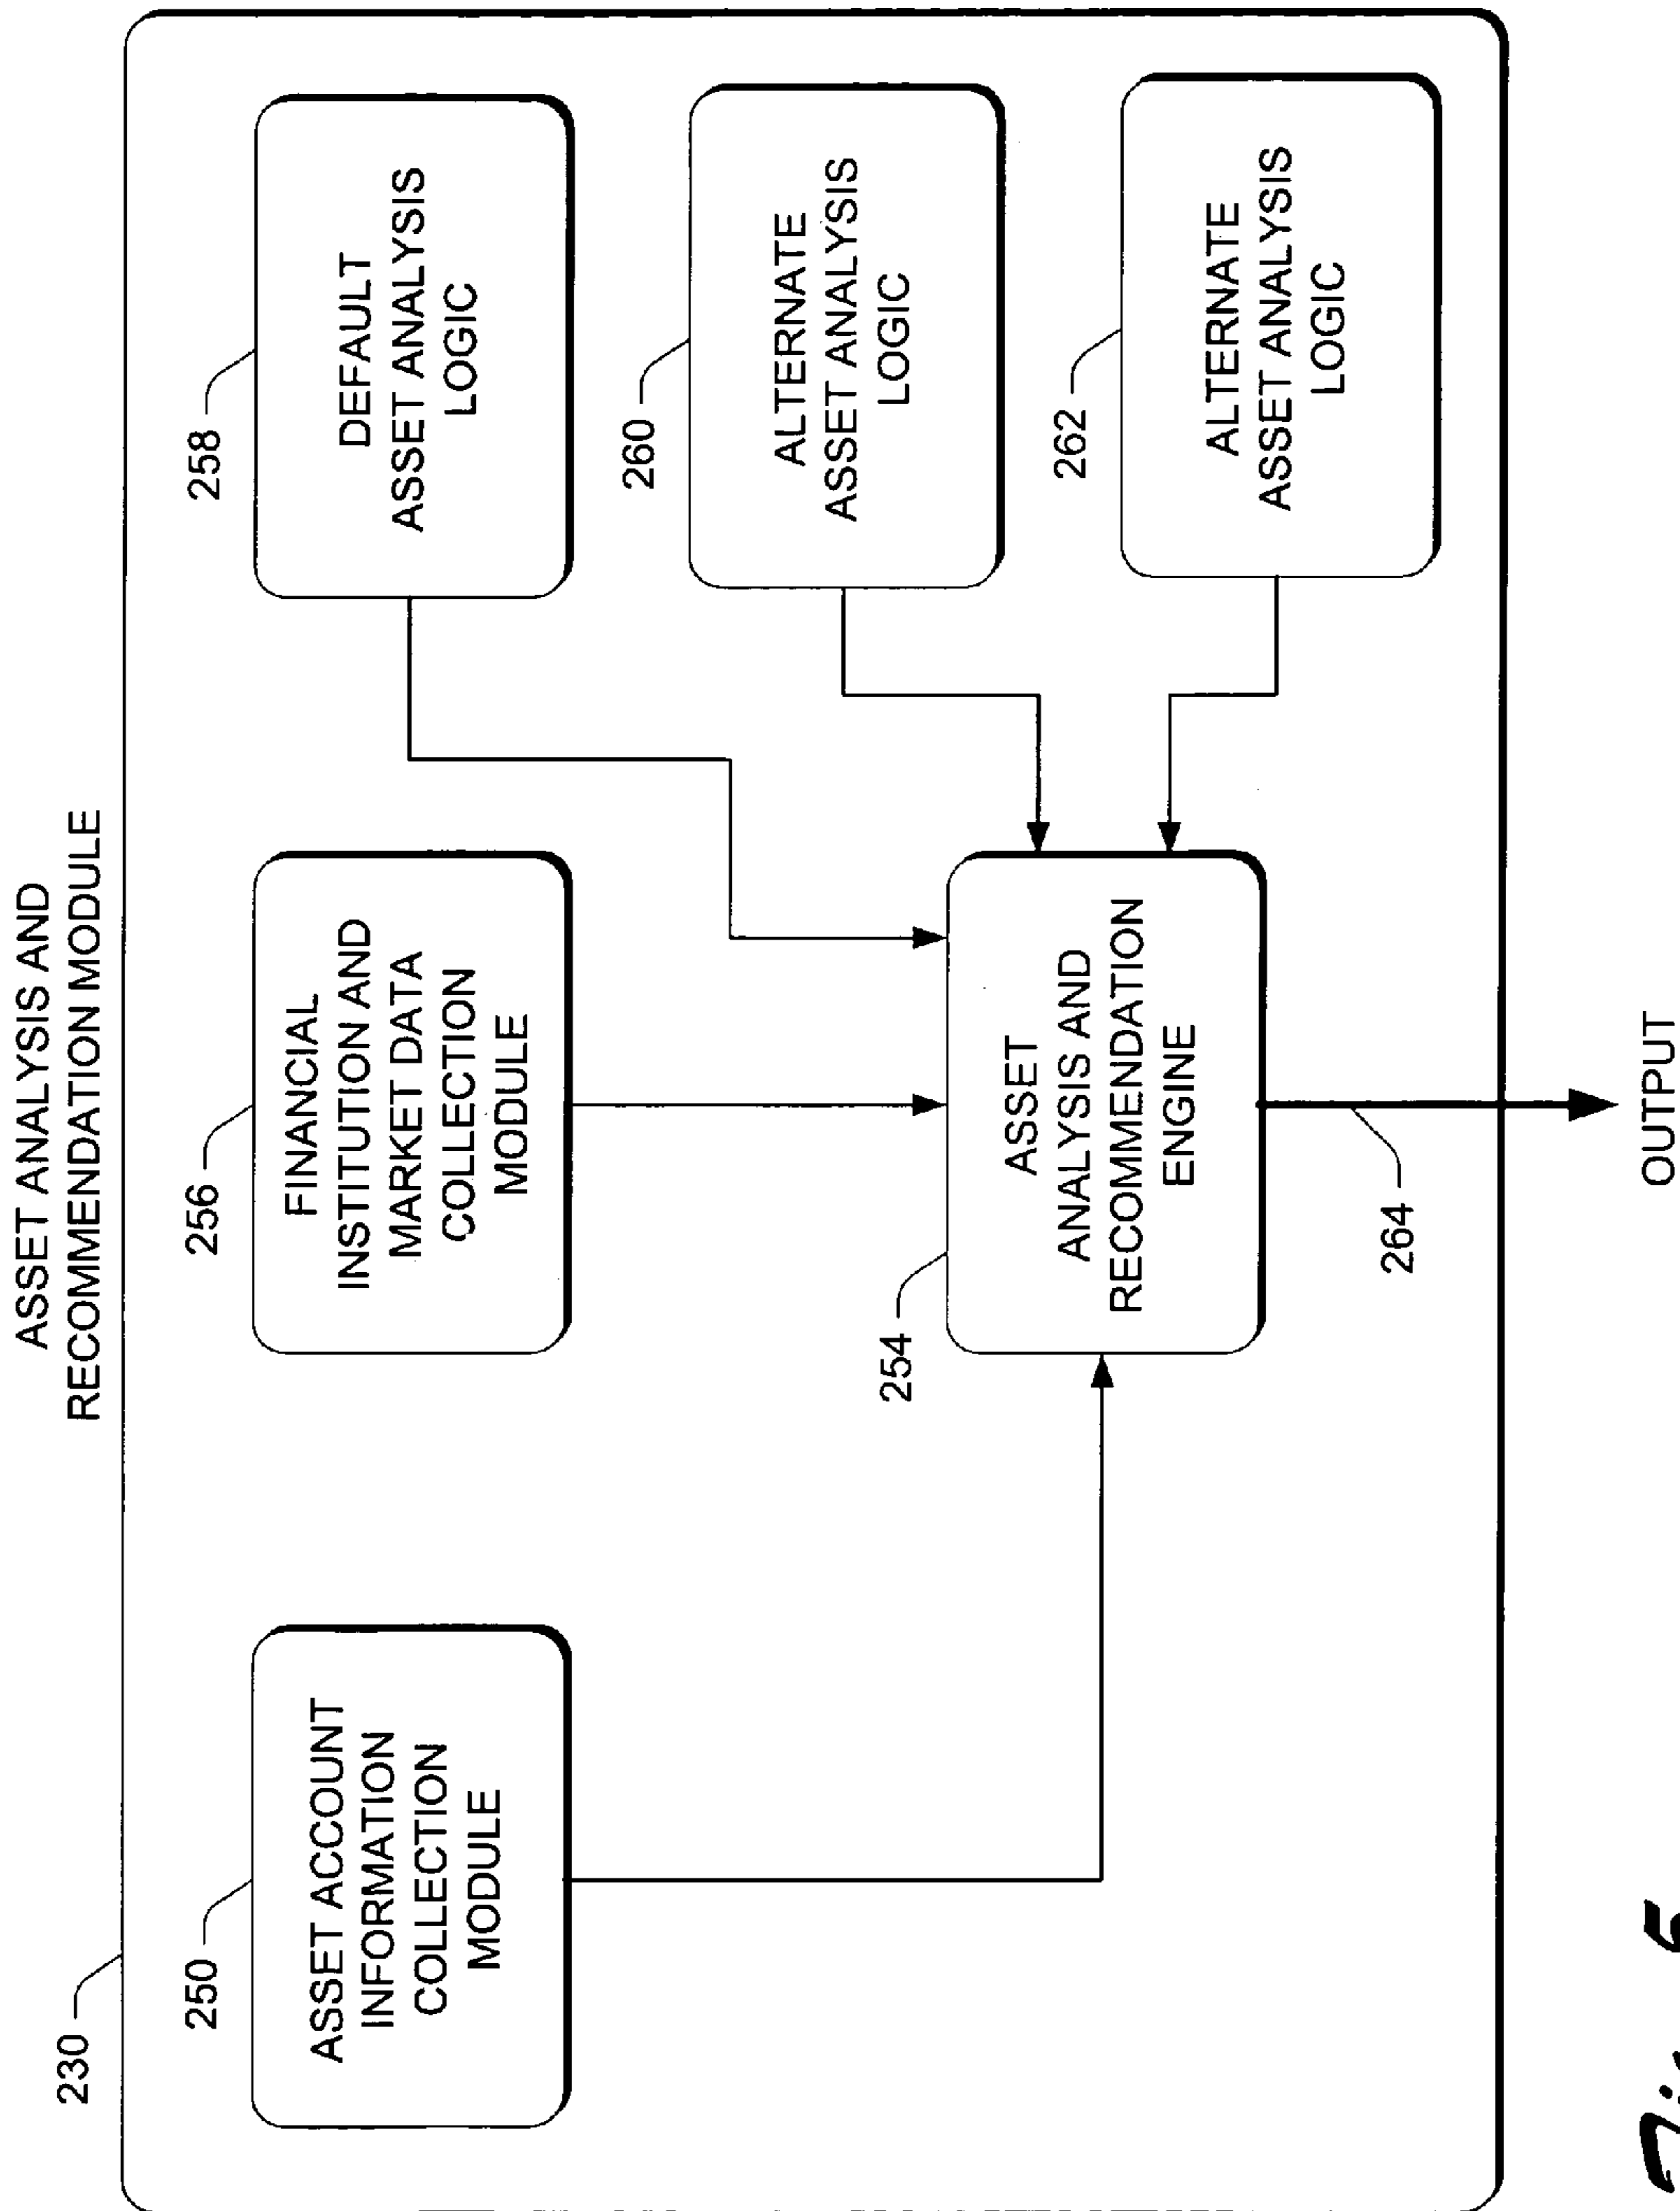 ASSET ANALYSIS AND
RECOMMENDATION MODULE
230
250
ASSET ACCOUNT
INFORMATION
COLLECTION
MODULE
256
FINANCIAL
INSTITUTION AND
MARKET DATA
COLLECTION
MODULE
258
DEFAULT
ASSET ANALYSIS
LOGIC
260
ALTERNATE
ASSET ANALYSIS
LOGIC
262
ALTERNATE
ASSET ANALYSIS
LOGIC
254
ASSET
ANALYSIS AND
RECOMMENDATION
ENGINE
264
OUTPUT